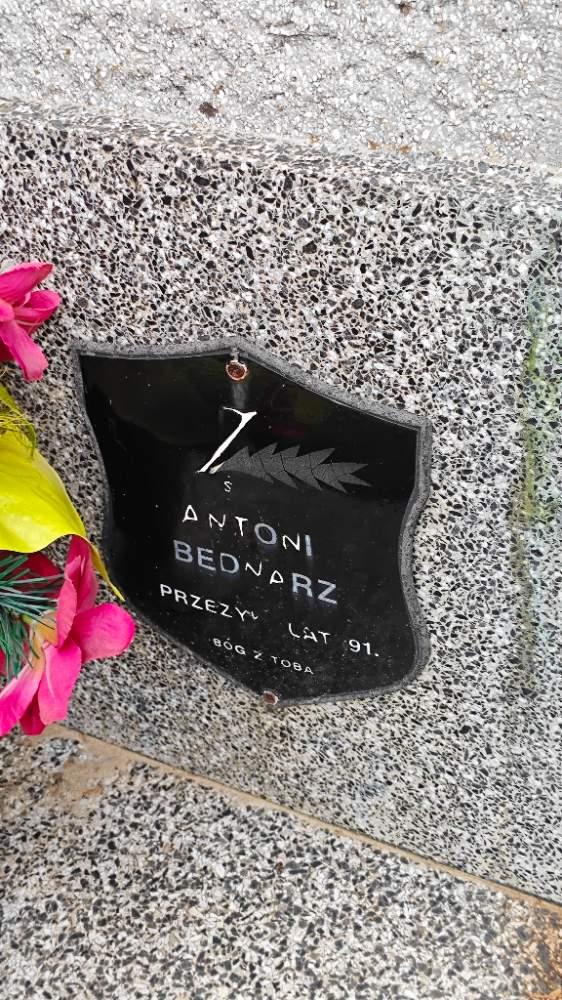 Ś
ANTONI
BEDNARZ
PRZEŻYŁ LAT 91.
BÓG Z TOBĄ